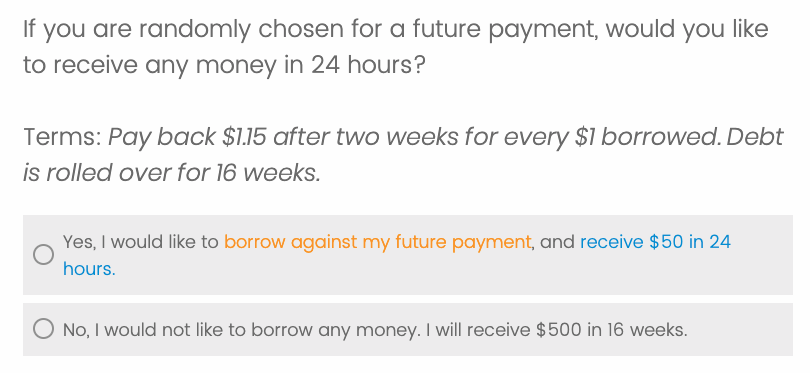 If you are randomly chosen for a future payment, would you like
to receive any money in 24 hours?
Terms: Pay back $1.15 after two weeks for every $1 borrowed. Debt
is rolled over for 16 weeks.
Yes, I would like to borrow against my future payment, and receive $50 in 24
hours.
No, I would not like to borrow any money. I will receive $500 in 16 weeks.